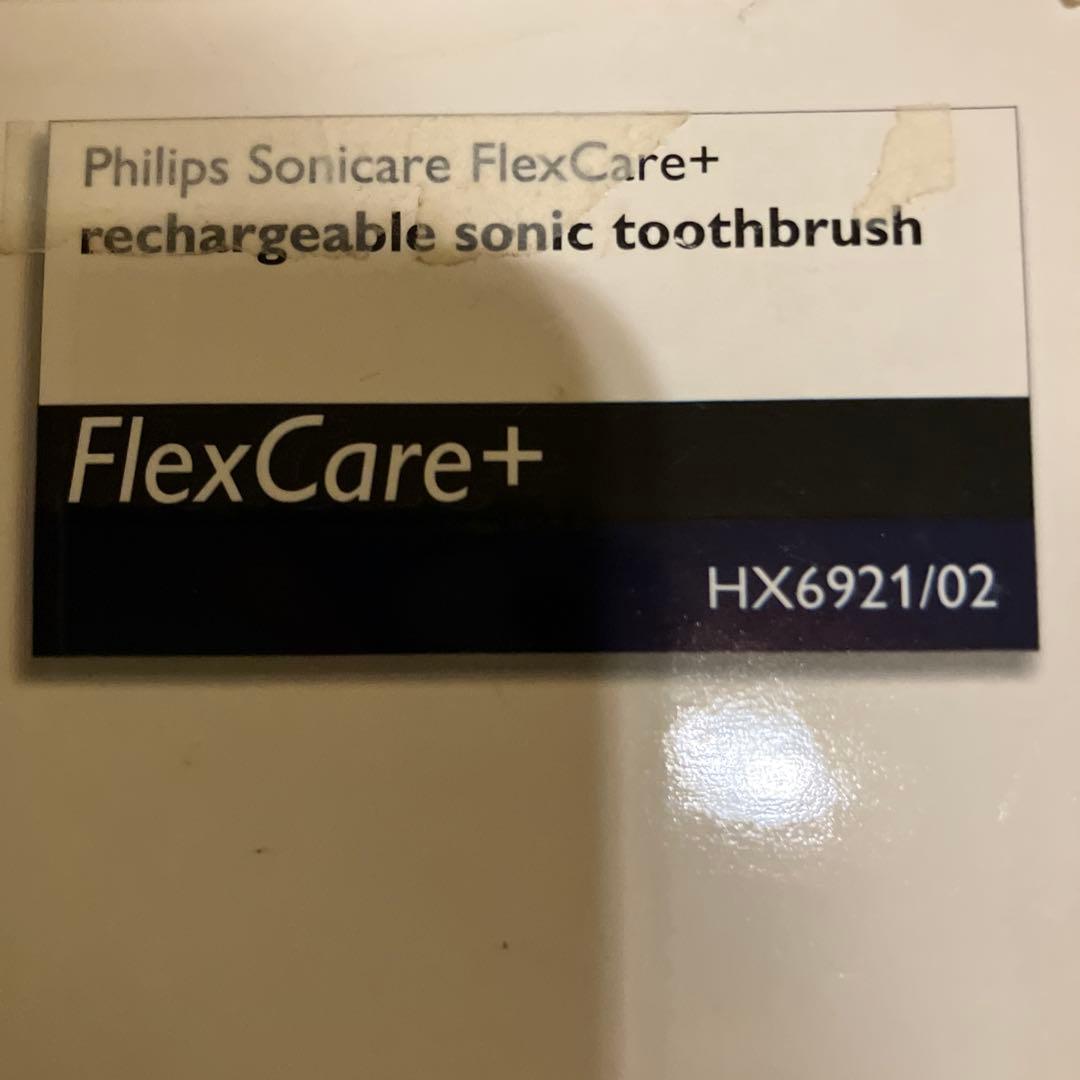 Philips Sonicare FlexCare+
rechargeable sonic toothbrush
FlexCare+
HX6921/02